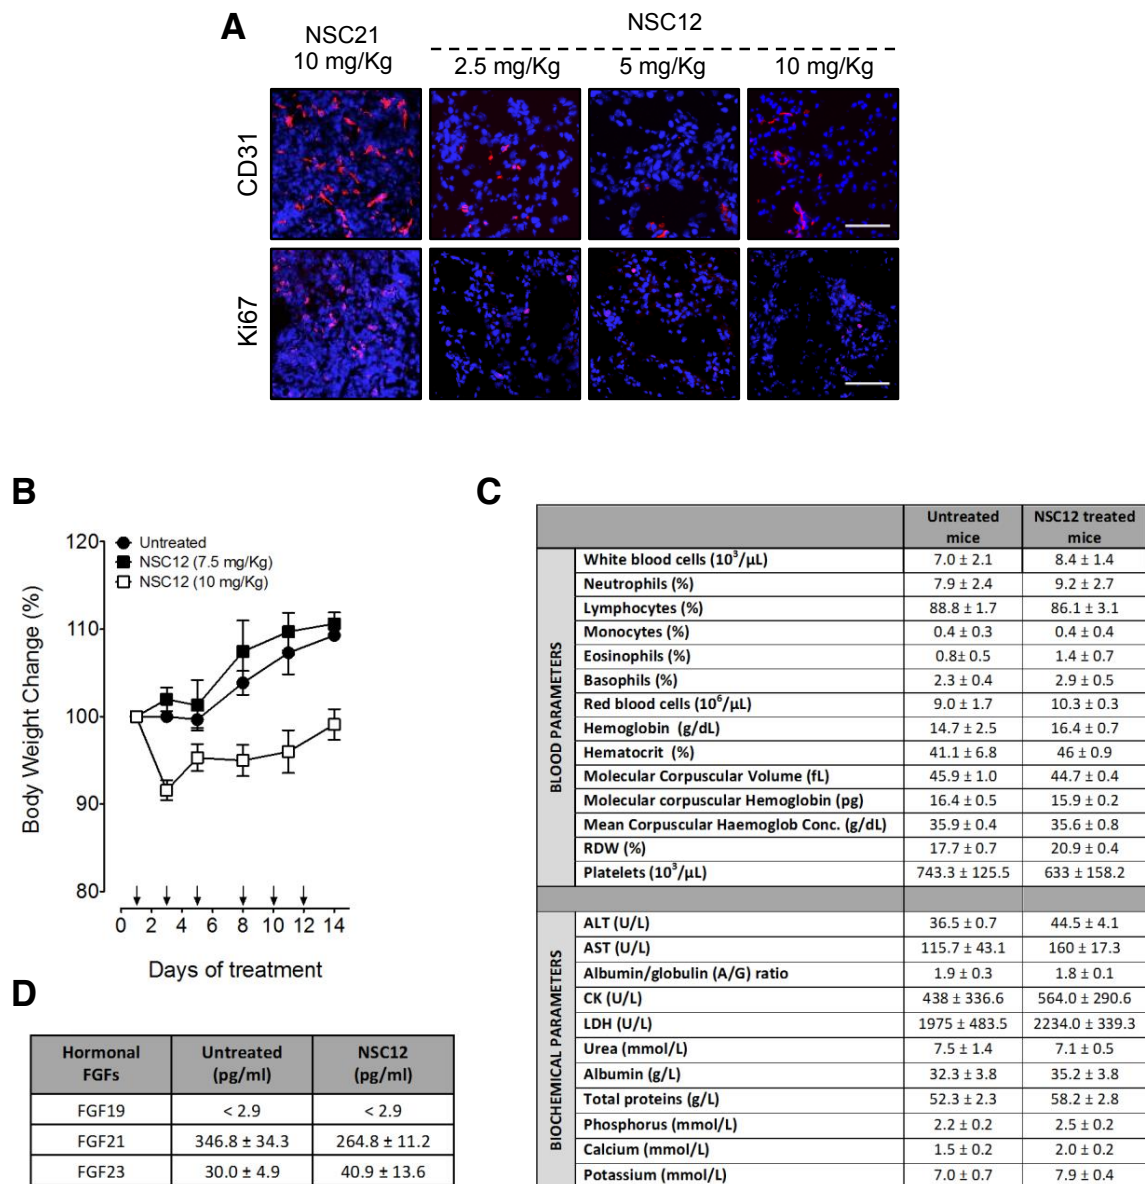 A
NSC21
10 mg/Kg
NSC12
2.5 mg/Kg
5 mg/Kg
10 mg/Kg
CD31
Ki67
B
Untreated
NSC12 (7.5 mg/Kg)
NSC12 (10 mg/Kg)
Body Weight Change (%)
120
110
100
90
80
0 2 4 6 8 10 12 14
Days of treatment
C
Untreated mice NSC12 treated mice
BLOOD PARAMETERS
White blood cells (10³/µL) 7.0 ± 2.1 8.4 ± 1.4
Neutrophils (%) 7.9 ± 2.4 9.2 ± 2.7
Lymphocytes (%) 88.8 ± 1.7 86.1 ± 3.1
Monocytes (%) 0.4 ± 0.3 0.4 ± 0.4
Eosinophils (%) 0.8± 0.5 1.4 ± 0.7
Basophils (%) 2.3 ± 0.4 2.9 ± 0.5
Red blood cells (10⁶/µL) 9.0 ± 1.7 10.3 ± 0.3
Hemoglobin (g/dL) 14.7 ± 2.5 16.4 ± 0.7
Hematocrit (%) 41.1 ± 6.8 46 ± 0.9
Molecular Corpuscular Volume (fL) 45.9 ± 1.0 44.7 ± 0.4
Molecular corpuscular Hemoglobin (pg) 16.4 ± 0.5 15.9 ± 0.2
Mean Corpuscular Haemoglob Conc. (g/dL) 35.9 ± 0.4 35.6 ± 0.8
RDW (%) 17.7 ± 0.7 20.9 ± 0.4
Platelets (10³/µL) 743.3 ± 125.5 633 ± 158.2
BIOCHEMICAL PARAMETERS
ALT (U/L) 36.5 ± 0.7 44.5 ± 4.1
AST (U/L) 115.7 ± 43.1 160 ± 17.3
Albumin/globulin (A/G) ratio 1.9 ± 0.3 1.8 ± 0.1
CK (U/L) 438 ± 336.6 564.0 ± 290.6
LDH (U/L) 1975 ± 483.5 2234.0 ± 339.3
Urea (mmol/L) 7.5 ± 1.4 7.1 ± 0.5
Albumin (g/L) 32.3 ± 3.8 35.2 ± 3.8
Total proteins (g/L) 52.3 ± 2.3 58.2 ± 2.8
Phosphorus (mmol/L) 2.2 ± 0.2 2.5 ± 0.2
Calcium (mmol/L) 1.5 ± 0.2 2.0 ± 0.2
Potassium (mmol/L) 7.0 ± 0.7 7.9 ± 0.4
D
Hormonal FGFs Untreated (pg/ml) NSC12 (pg/ml)
FGF19 < 2.9 < 2.9
FGF21 346.8 ± 34.3 264.8 ± 11.2
FGF23 30.0 ± 4.9 40.9 ± 13.6